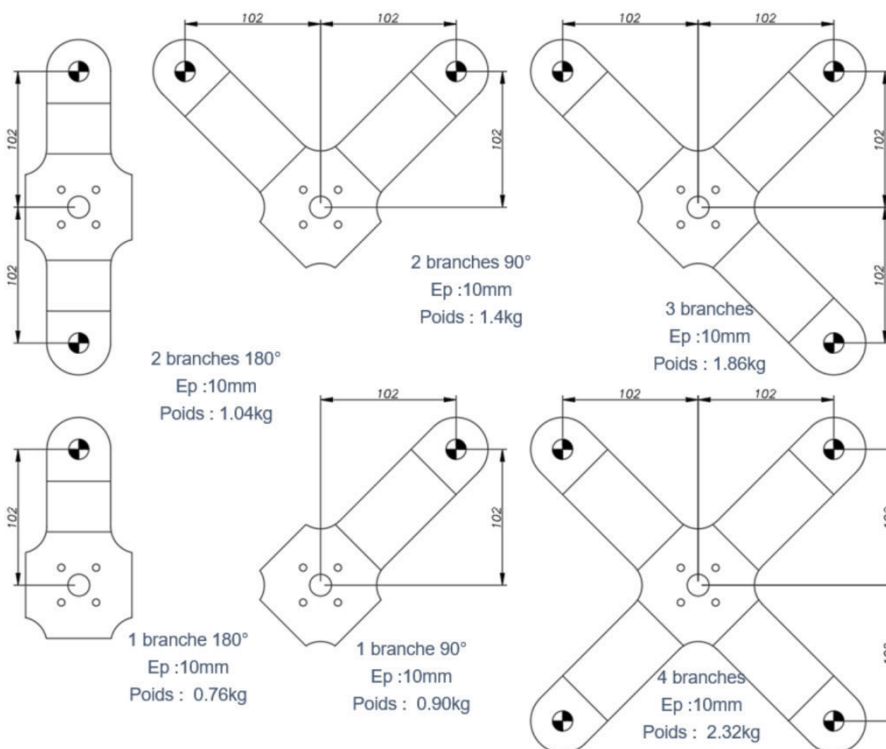 102 102 102 102
102
102
102
102
102
102
2 branches 90°
Ep :10mm
Poids : 1.4kg
3 branches
Ep :10mm
Poids : 1.86kg
2 branches 180°
Ep :10mm
Poids : 1.04kg
102 102 102
102
102
1 branche 180°
Ep :10mm
Poids : 0.76kg
1 branche 90°
Ep :10mm
Poids : 0.90kg
4 branches
Ep :10mm
Poids : 2.32kg